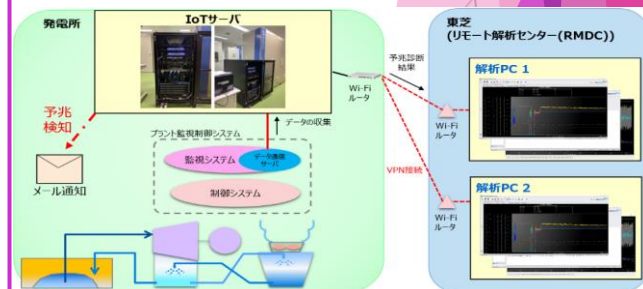 発電所
IoTサーバ
予兆
検知
メール通知
データの収集
プラント監視制御システム
監視システム
データ通信
サーバ
制御システム
Wi-Fi
ルータ
予兆診断
結果
VPN接続
東芝
(リモート解析センター(RMDC))
解析PC 1
Wi-Fi
ルータ
解析PC 2
Wi-Fi
ルータ